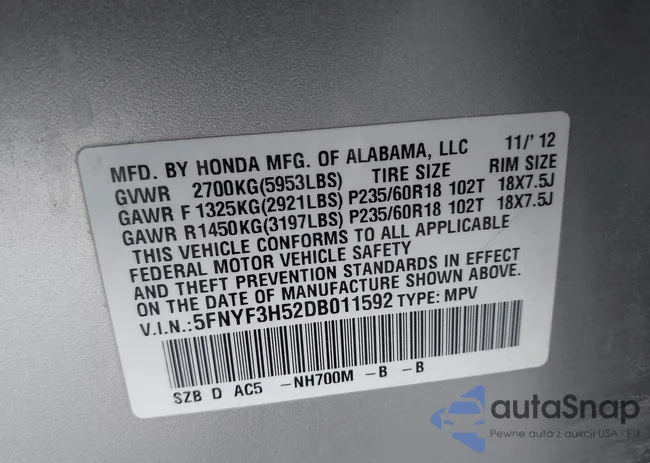 MFD. BY HONDA MFG. OF ALABAMA, LLC 11/' 12
GVWR 2700KG(5953LBS) TIRE SIZE RIM SIZE
GAWR F 1325KG(2921LBS) P235/60R18 102T 18X7.5J
GAWR R 1450KG(3197LBS) P235/60R18 102T 18X7.5J
THIS VEHICLE CONFORMS TO ALL APPLICABLE
FEDERAL MOTOR VEHICLE SAFETY
AND THEFT PREVENTION STANDARDS IN EFFECT
ON THE DATE OF MANUFACTURE SHOWN ABOVE.
V.I.N.: 5FNYF3H52DB011592 TYPE: MPV
SZB D AC5 -NH700M -B -B
autaSnap
Pewne auta z aukcji USA i EU